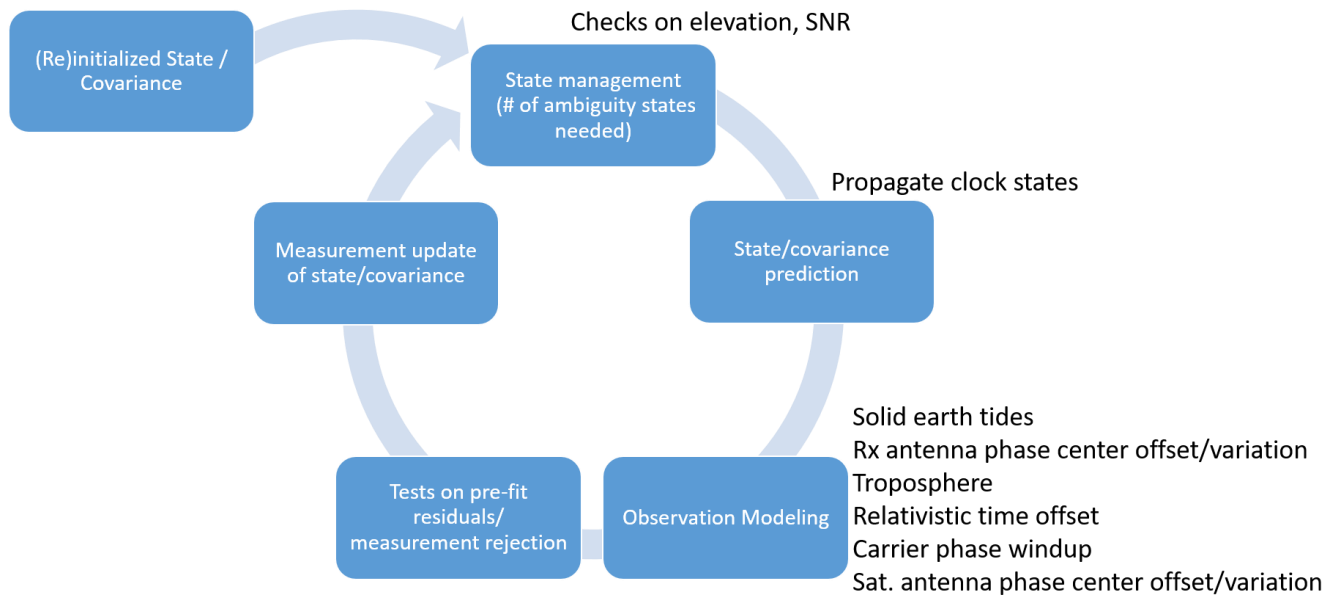 (Re)initialized State /
Covariance
Checks on elevation, SNR
State management
(# of ambiguity states
needed)
Propagate clock states
State/covariance
prediction
Solid earth tides
Rx antenna phase center offset/variation
Troposphere
Relativistic time offset
Carrier phase windup
Sat. antenna phase center offset/variation
Observation Modeling
Tests on pre-fit
residuals/
measurement rejection
Measurement update
of state/covariance